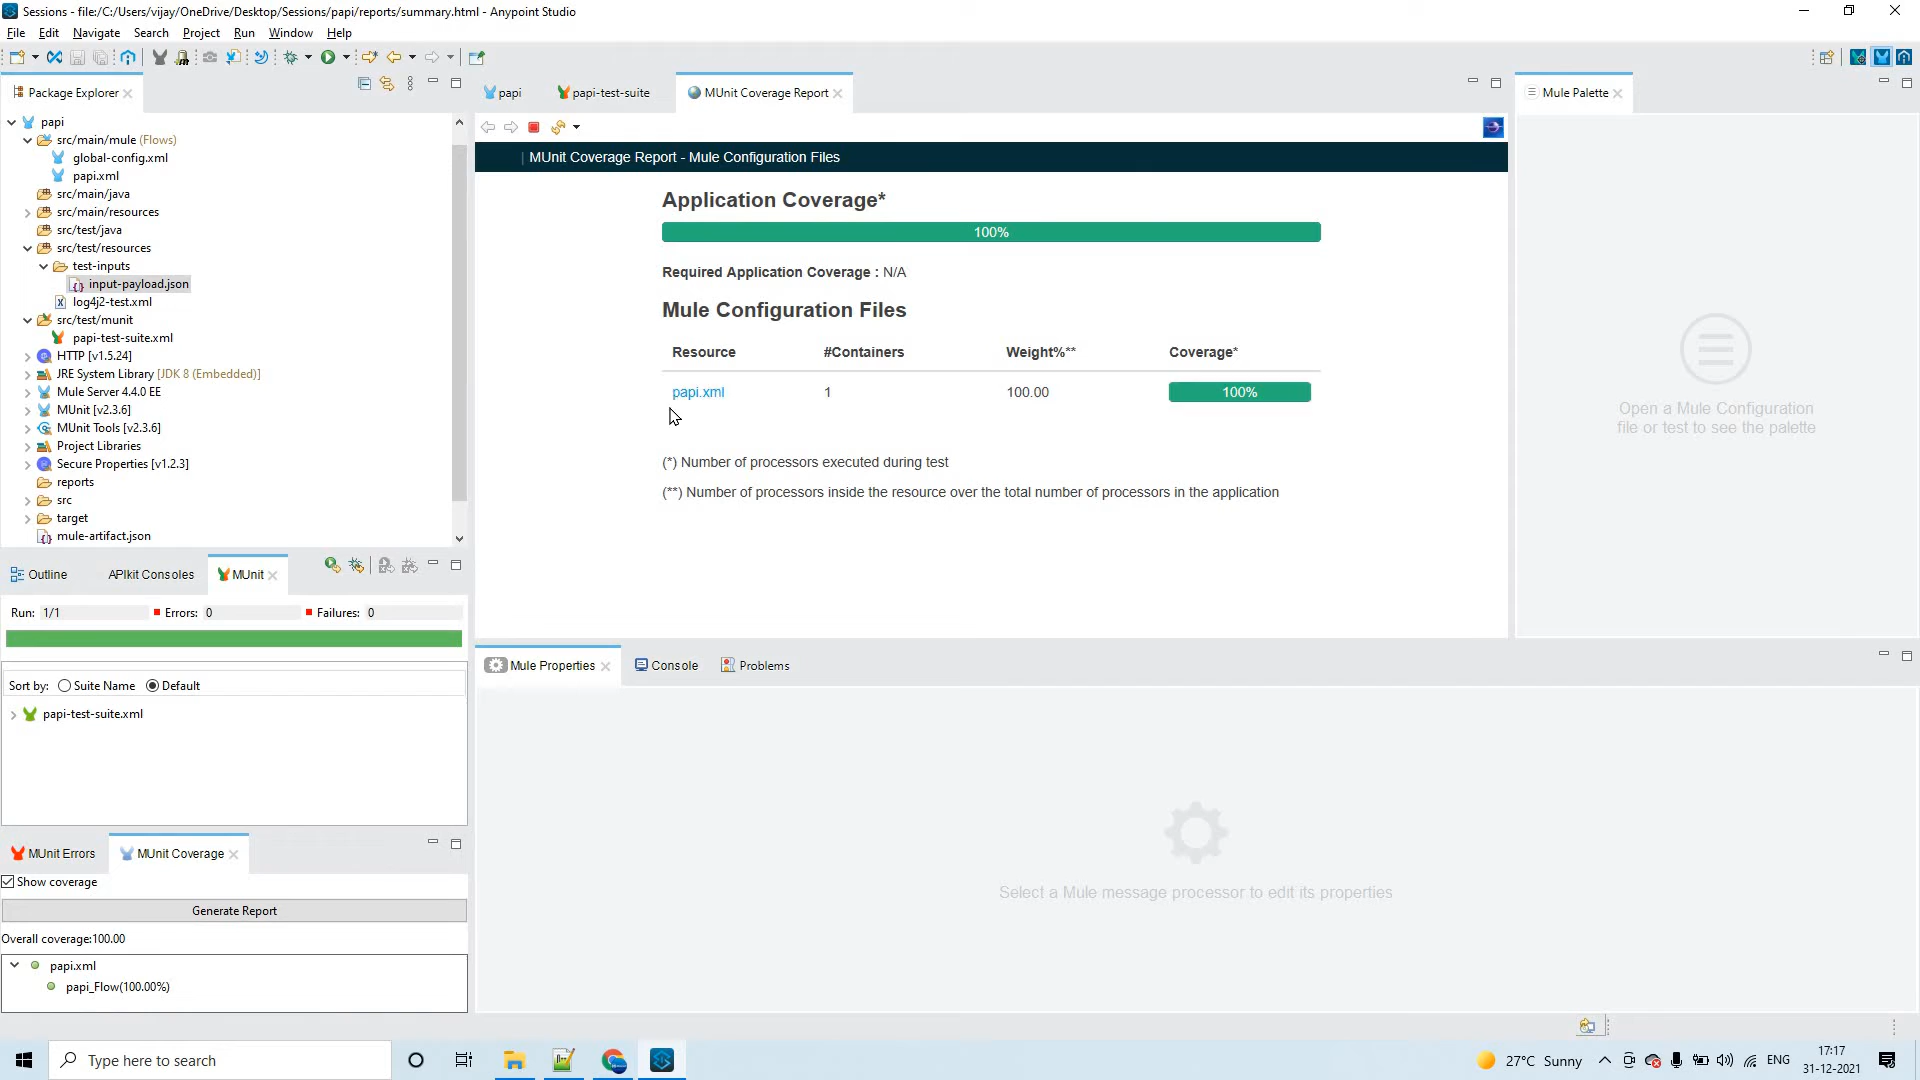 Sessions - file:/C:/Users/vijay/OneDrive/Desktop/Sessions/papi/reports/summary.html - Anypoint Studio
File Edit Navigate Search Project Run Window Help
Package Explorer
papi
src/main/mule (Flows)
global-config.xml
papi.xml
src/main/java
src/main/resources
src/test/java
src/test/resources
test-inputs
input-payload.json
log4j2-test.xml
src/test/munit
papi-test-suite.xml
HTTP [v1.5.24]
JRE System Library [JDK 8 (Embedded)]
Mule Server 4.4.0 EE
MUnit [v2.3.6]
MUnit Tools [v2.3.6]
Project Libraries
Secure Properties [v1.2.3]
reports
src
target
mule-artifact.json
Outline APIkit Consoles MUnit
Run: 1/1 Errors: 0 Failures: 0
Sort by: Suite Name Default
papi-test-suite.xml
MUnit Errors MUnit Coverage
Show coverage
Generate Report
Overall coverage:100.00
papi.xml
papi_Flow(100.00%)
papi papi-test-suite MUnit Coverage Report
| MUnit Coverage Report - Mule Configuration Files
Application Coverage*
100%
Required Application Coverage : N/A
Mule Configuration Files
Resource #Containers Weight%** Coverage*
papi.xml 1 100.00 100%
(*) Number of processors executed during test
(**) Number of processors inside the resource over the total number of processors in the application
Mule Palette
Open a Mule Configuration
file or test to see the palette
Mule Properties Console Problems
Select a Mule message processor to edit its properties
Type here to search
27°C Sunny
ENG
17:17
31-12-2021